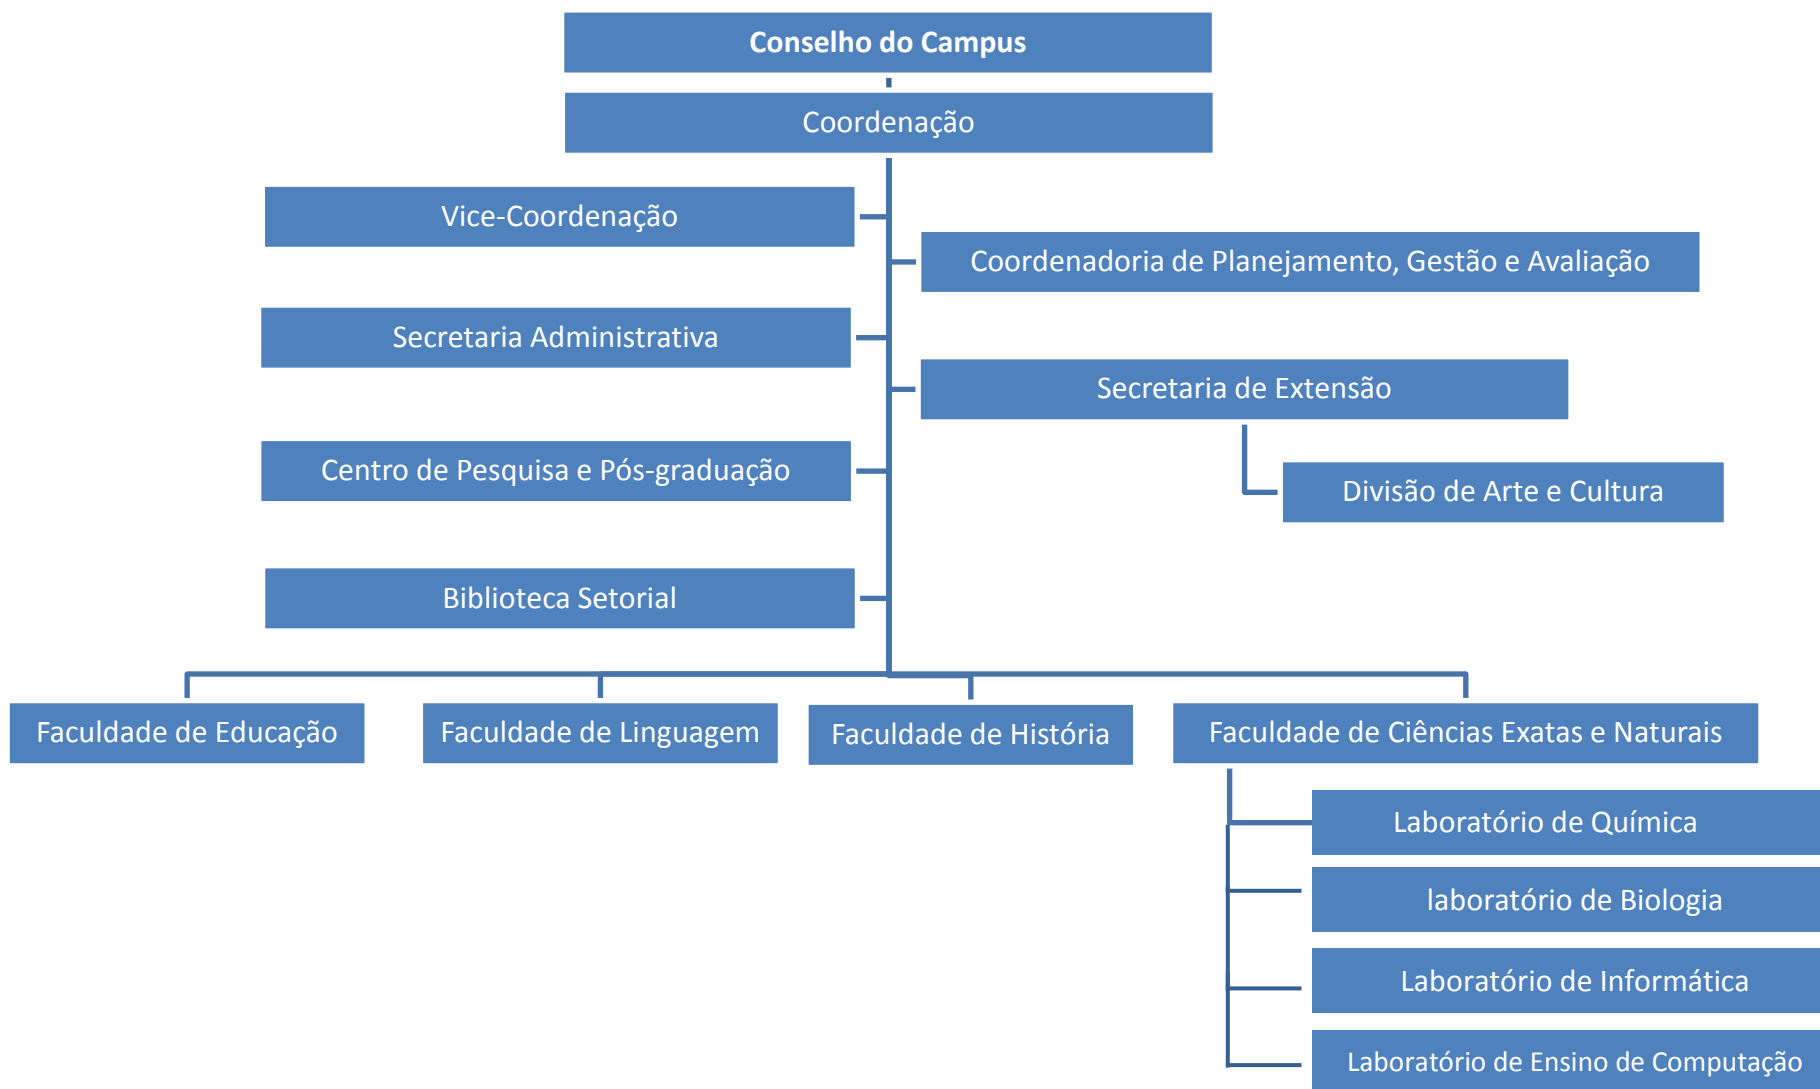 Conselho do Campus
Coordenação
Vice-Coordenação
Coordenadoria de Planejamento, Gestão e Avaliação
Secretaria Administrativa
Secretaria de Extensão
Centro de Pesquisa e Pós-graduação
Divisão de Arte e Cultura
Biblioteca Setorial
Faculdade de Educação
Faculdade de Linguagem
Faculdade de História
Faculdade de Ciências Exatas e Naturais
Laboratório de Química
laboratório de Biologia
Laboratório de Informática
Laboratório de Ensino de Computação